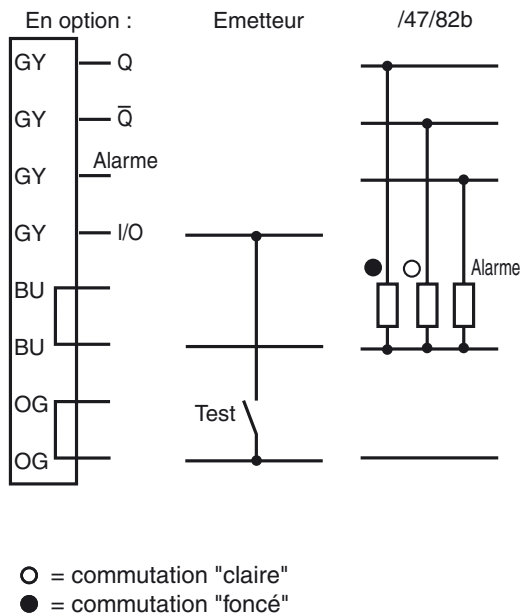 En option : Emetteur /47/82b
GY Q
GY Q̅
GY Alarme
GY I/O
Alarme
BU
BU
OG
Test
OG
= commutation "claire"
= commutation "foncé"